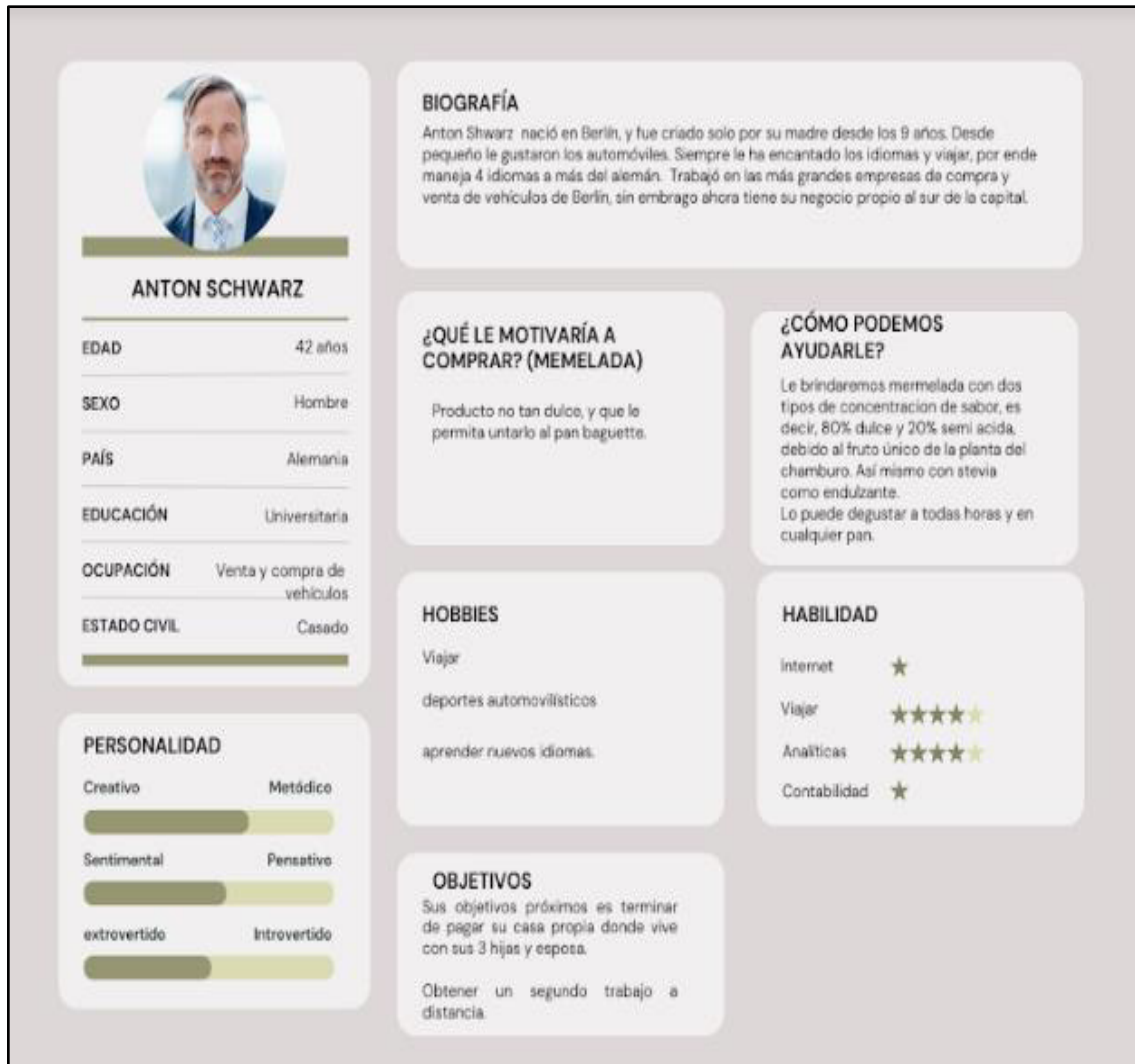 ANTON SCHWARZ
EDAD 42 años
SEXO Hombre
PAÍS Alemania
EDUCACIÓN Universitaria
OCUPACIÓN Venta y compra de
vehículos
ESTADO CIVIL Casado
PERSONALIDAD
Creativo Metódico
Sentimental Pensativo
extrovertido Introvertido
BIOGRAFÍA
Anton Shwarz nació en Berlín, y fue criado solo por su madre desde los 9 años. Desde
pequeño le gustaron los automóviles. Siempre le ha encantado los idiomas y viajar, por ende
maneja 4 idiomas a más del alemán. Trabajó en las más grandes empresas de compra y
venta de vehículos de Berlín, sin embrago ahora tiene su negocio propio al sur de la capital.
¿QUÉ LE MOTIVARÍA A
COMPRAR? (MEMELADA)
Producto no tan dulce, y que le
permita untarlo al pan baguette.
¿CÓMO PODEMOS
AYUDARLE?
Le brindaremos mermelada con dos
tipos de concentracion de sabor, es
decir, 80% dulce y 20% semi acida,
debido al fruto único de la planta del
chamburo. Así mismo con stevia
como endulzante.
Lo puede degustar a todas horas y en
cualquier pan.
HOBBIES
Viajar
deportes automovilísticos
aprender nuevos idiomas.
HABILIDAD
Internet
Viajar
Analíticas
Contabilidad
OBJETIVOS
Sus objetivos próximos es terminar
de pagar su casa propia donde vive
con sus 3 hijas y esposa.
Obtener un segundo trabajo a
distancia.